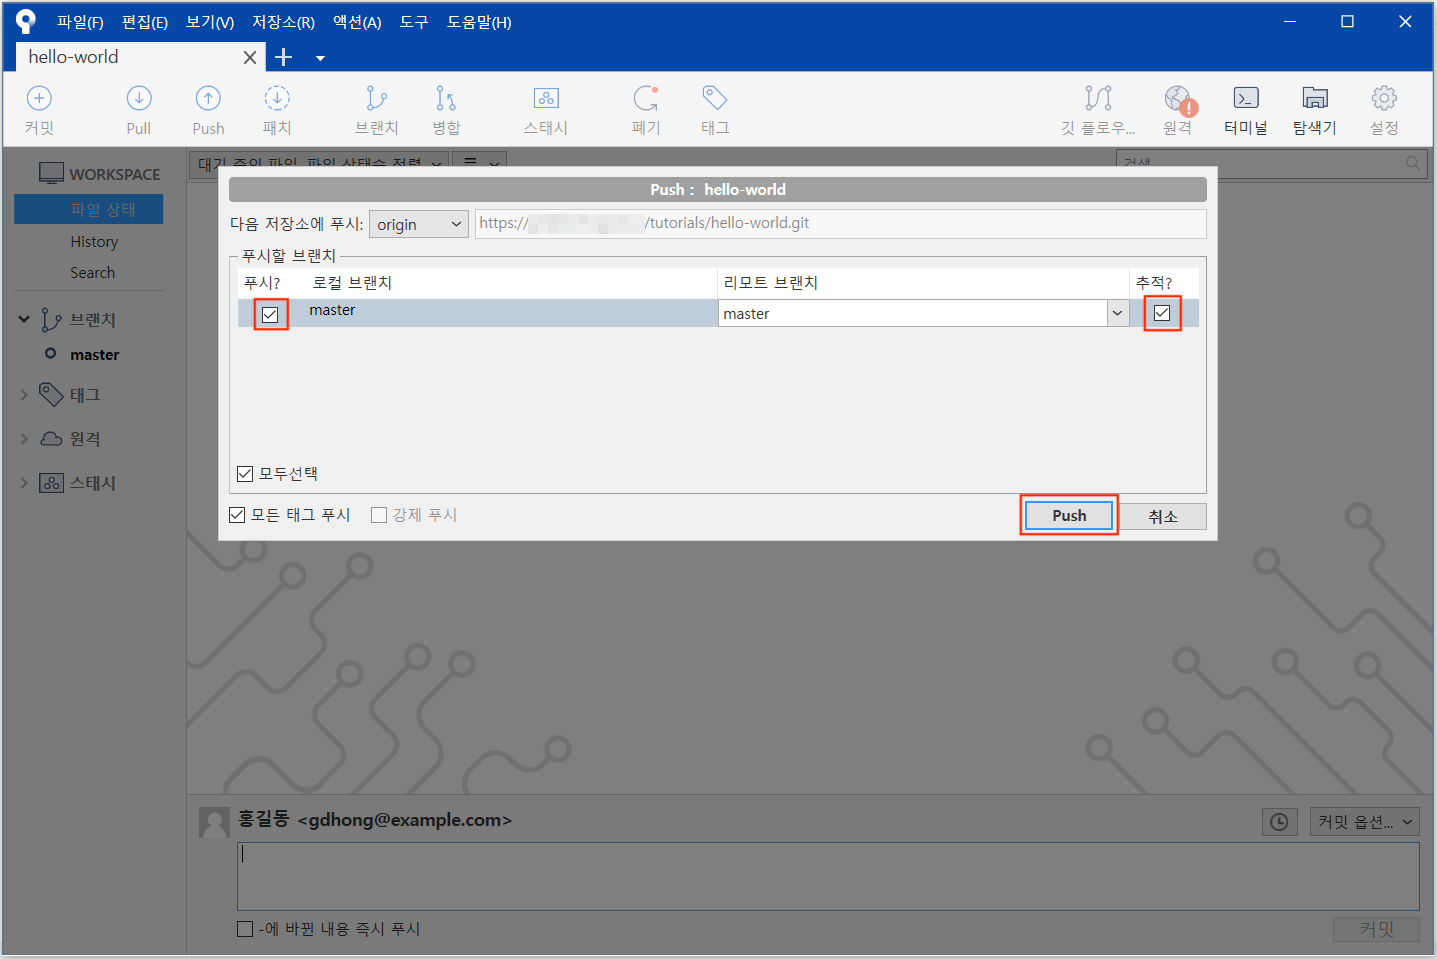 파일(F) 편집(E) 보기(V) 저장소(R) 액션(A) 도구 도움말(H)
hello-world
커밋 Pull Push 패치 브랜치 병합 스태시 폐기 태그 깃 플로우... 원격 터미널 탐색기 설정
대기 중인 파일, 파일 상태순 정렬 검색
WORKSPACE
파일 상태
History
Search
브랜치
master
태그
원격
스태시
Push : hello-world
다음 저장소에 푸시: origin https:// /tutorials/hello-world.git
푸시할 브랜치
푸시? 로컬 브랜치 리모트 브랜치 추적?
master master
모두선택
모든 태그 푸시 강제 푸시 Push 취소
홍길동 <gdhong@example.com> 커밋 옵션...
-에 바뀐 내용 즉시 푸시 커밋